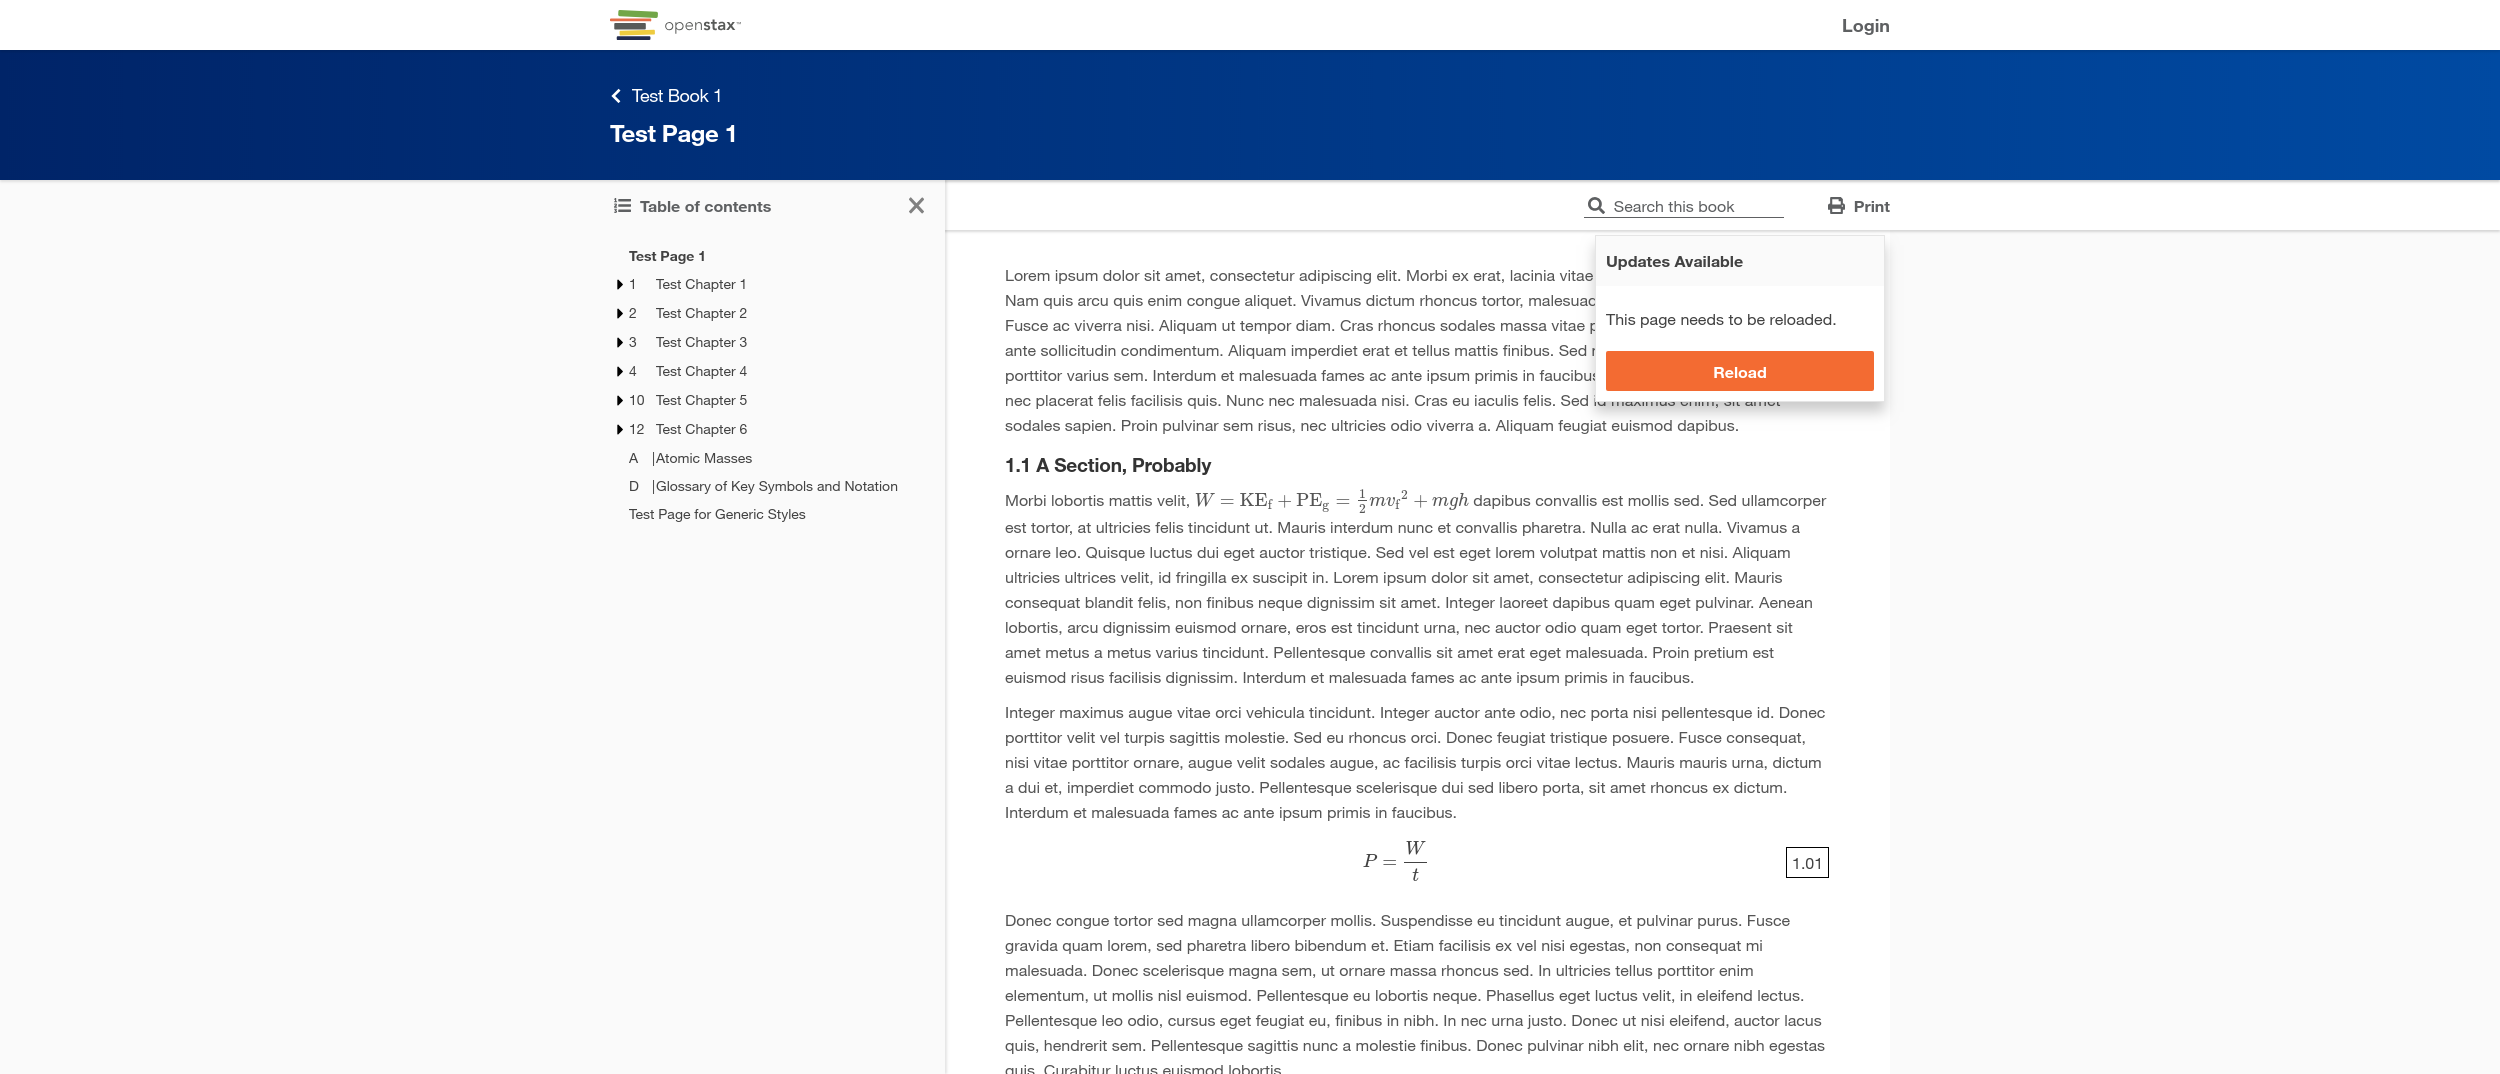 openstax™
Login
Test Book 1
Test Page 1
Table of contents
Search this book
Print
Test Page 1
1 Test Chapter 1
2 Test Chapter 2
3 Test Chapter 3
4 Test Chapter 4
10 Test Chapter 5
12 Test Chapter 6
A |Atomic Masses
D |Glossary of Key Symbols and Notation
Test Page for Generic Styles
Updates Available
This page needs to be reloaded.
Reload
Lorem ipsum dolor sit amet, consectetur adipiscing elit. Morbi ex erat, lacinia vitae
Nam quis arcu quis enim congue aliquet. Vivamus dictum rhoncus tortor, malesuad
Fusce ac viverra nisi. Aliquam ut tempor diam. Cras rhoncus sodales massa vitae
ante sollicitudin condimentum. Aliquam imperdiet erat et tellus mattis finibus. Sed
porttitor varius sem. Interdum et malesuada fames ac ante ipsum primis in faucibus
nec placerat felis facilisis quis. Nunc nec malesuada nisi. Cras eu iaculis felis. Sed id maximus enim, sit amet
sodales sapien. Proin pulvinar sem risus, nec ultricies odio viverra a. Aliquam feugiat euismod dapibus.
1.1 A Section, Probably
Morbi lobortis mattis velit, W = KE_f + PE_g = 1/2 mv_f² + mgh dapibus convallis est mollis sed. Sed ullamcorper
est tortor, at ultricies felis tincidunt ut. Mauris interdum nunc et convallis pharetra. Nulla ac erat nulla. Vivamus a
ornare leo. Quisque luctus dui eget auctor tristique. Sed vel est eget lorem volutpat mattis non et nisi. Aliquam
ultricies ultrices velit, id fringilla ex suscipit in. Lorem ipsum dolor sit amet, consectetur adipiscing elit. Mauris
consequat blandit felis, non finibus neque dignissim sit amet. Integer laoreet dapibus quam eget pulvinar. Aenean
lobortis, arcu dignissim euismod ornare, eros est tincidunt urna, nec auctor odio quam eget tortor. Praesent sit
amet metus a metus varius tincidunt. Pellentesque convallis sit amet erat eget malesuada. Proin pretium est
euismod risus facilisis dignissim. Interdum et malesuada fames ac ante ipsum primis in faucibus.
Integer maximus augue vitae orci vehicula tincidunt. Integer auctor ante odio, nec porta nisi pellentesque id. Donec
porttitor velit vel turpis sagittis molestie. Sed eu rhoncus orci. Donec feugiat tristique posuere. Fusce consequat,
nisi vitae porttitor ornare, augue velit sodales augue, ac facilisis turpis orci vitae lectus. Mauris mauris urna, dictum
a dui et, imperdiet commodo justo. Pellentesque scelerisque dui sed libero porta, sit amet rhoncus ex dictum.
Interdum et malesuada fames ac ante ipsum primis in faucibus.
P = W/t 1.01
Donec congue tortor sed magna ullamcorper mollis. Suspendisse eu tincidunt augue, et pulvinar purus. Fusce
gravida quam lorem, sed pharetra libero bibendum et. Etiam facilisis ex vel nisi egestas, non consequat mi
malesuada. Donec scelerisque magna sem, ut ornare massa rhoncus sed. In ultricies tellus porttitor enim
elementum, ut mollis nisl euismod. Pellentesque eu lobortis neque. Phasellus eget luctus velit, in eleifend lectus.
Pellentesque leo odio, cursus eget feugiat eu, finibus in nibh. In nec urna justo. Donec ut nisi eleifend, auctor lacus
quis, hendrerit sem. Pellentesque sagittis nunc a molestie finibus. Donec pulvinar nibh elit, nec ornare nibh egestas
quis. Curabitur luctus euismod lobortis.